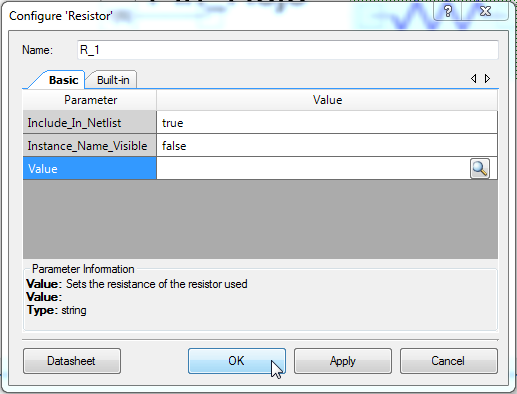 Configure 'Resistor'
Name: R_1
Basic Built-in
Parameter Value
Include_In_Netlist true
Instance_Name_Visible false
Value
Parameter Information
Value: Sets the resistance of the resistor used
Value:
Type: string
Datasheet OK Apply Cancel